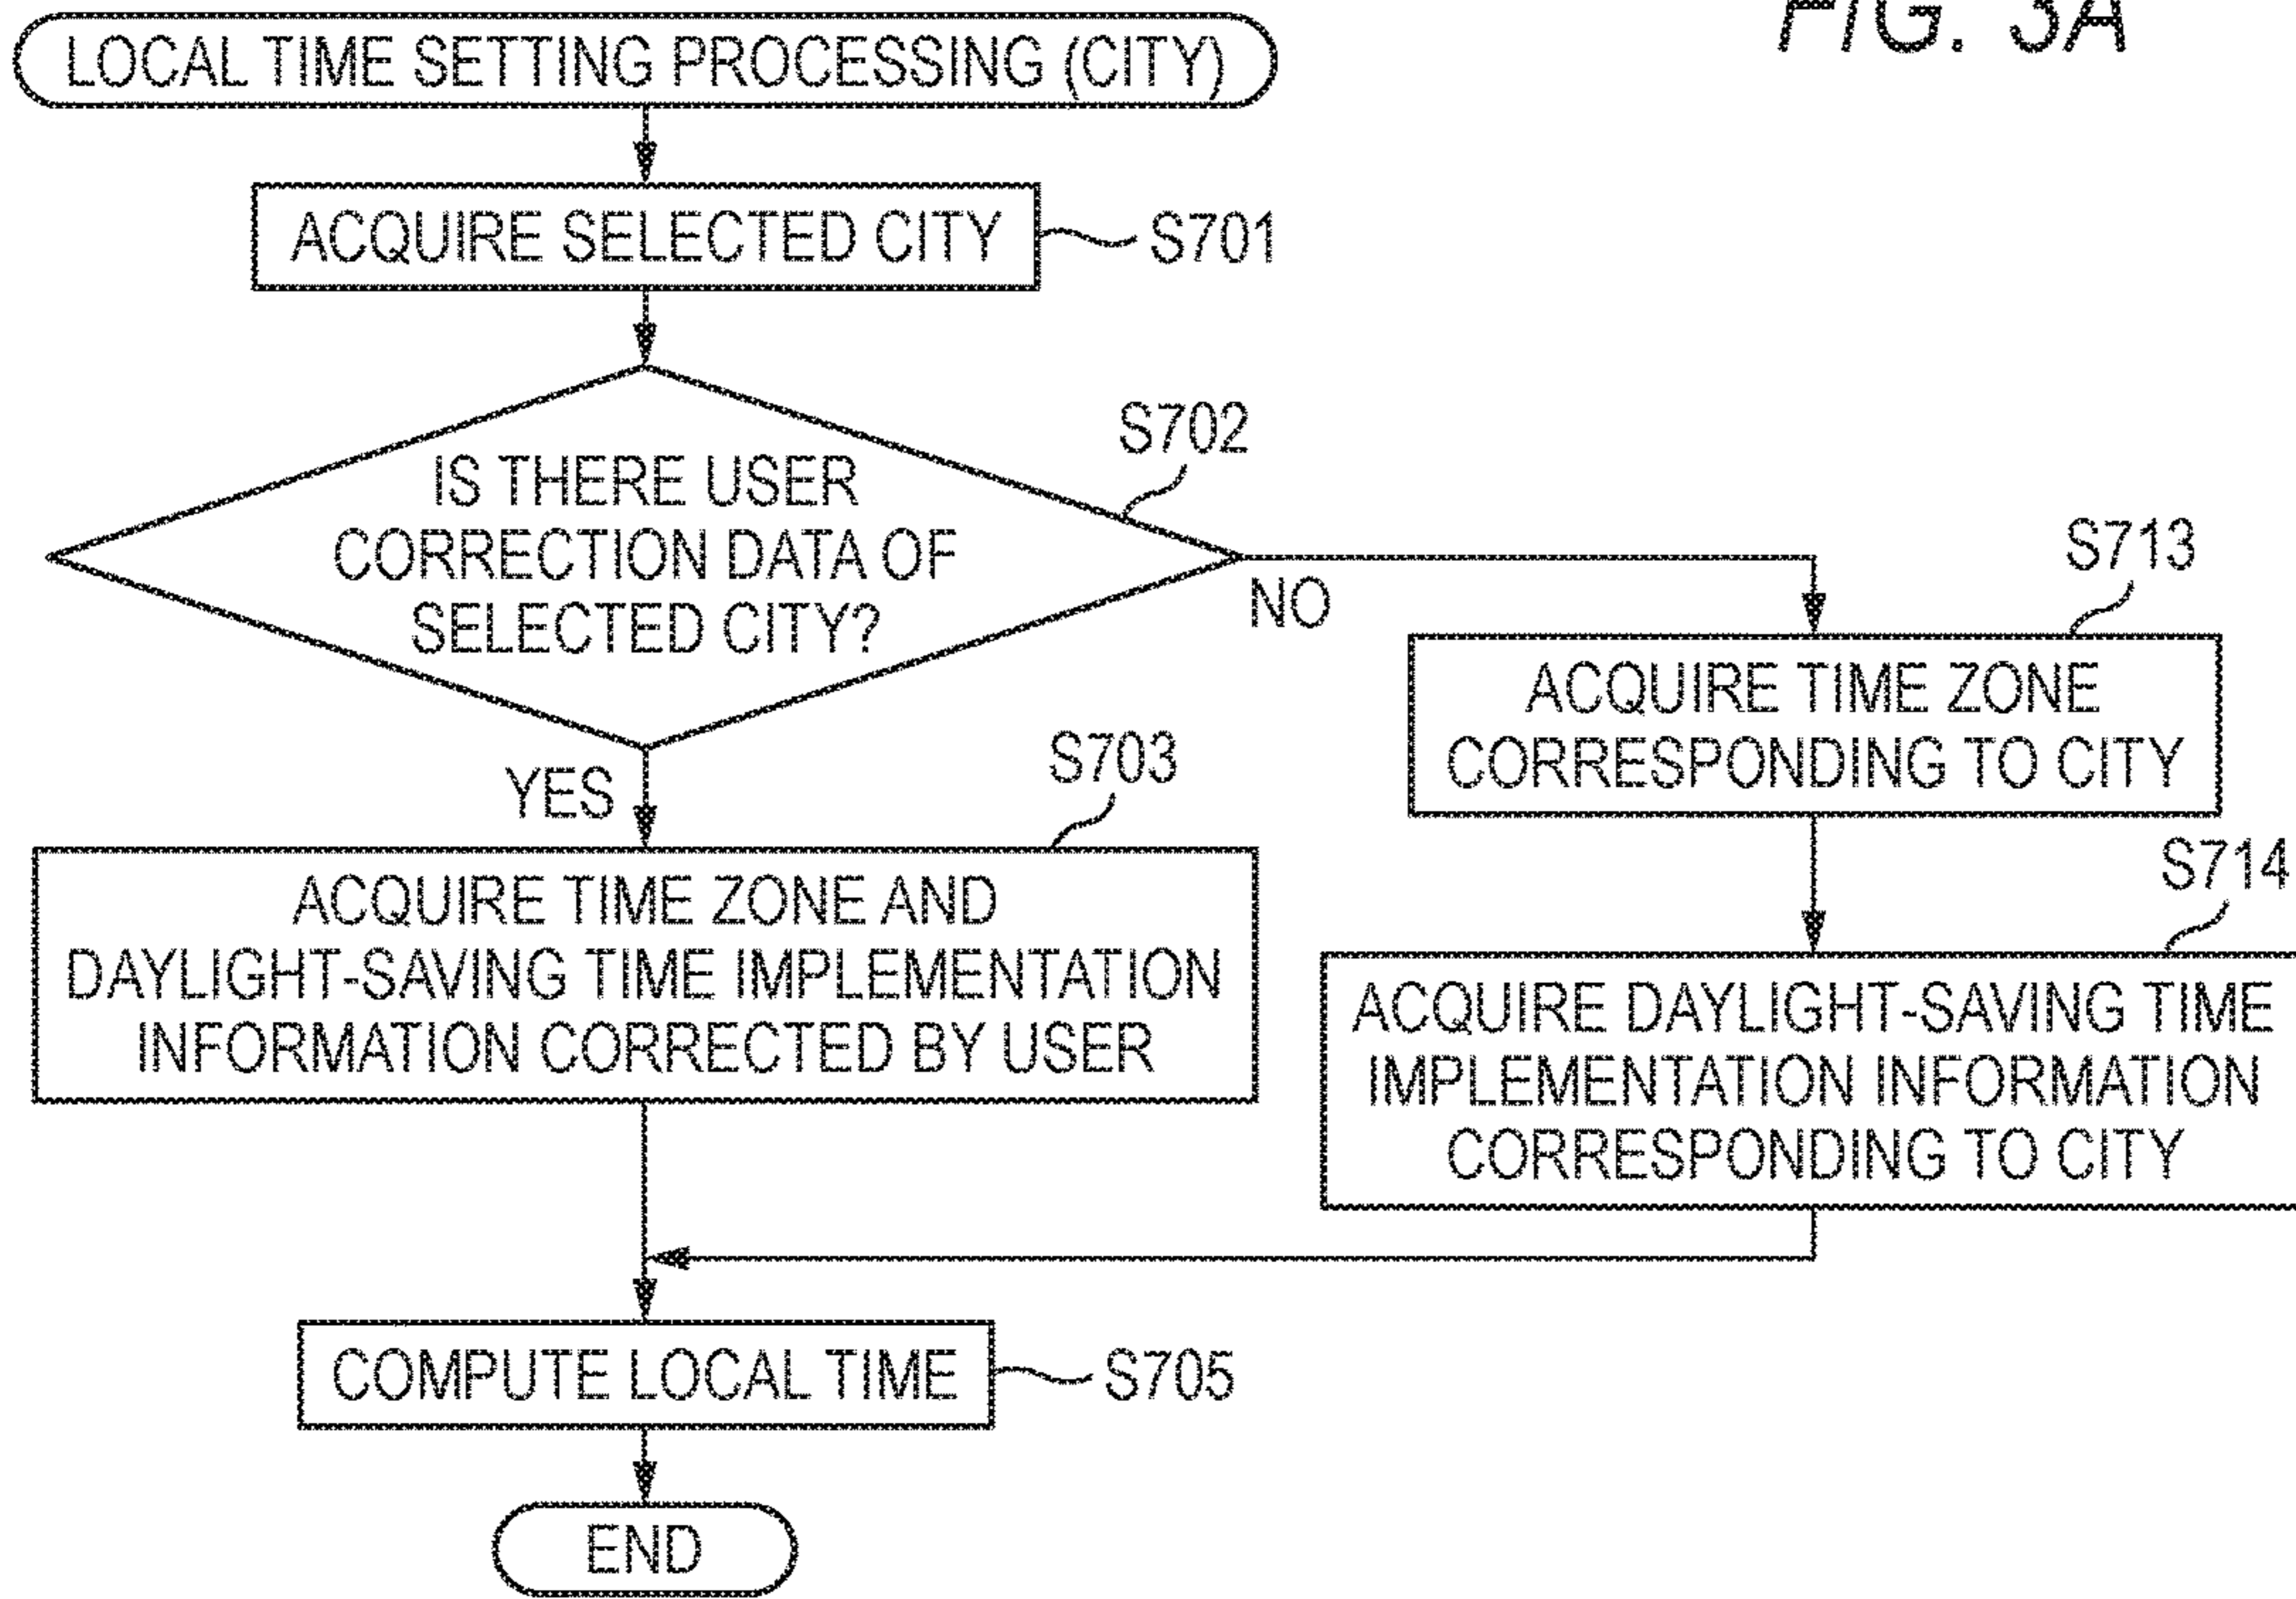 FIG. 3A
LOCAL TIME SETTING PROCESSING (CITY)
ACQUIRE SELECTED CITY
S701
S702
IS THERE USER
CORRECTION DATA OF
SELECTED CITY?
NO
YES
S703
ACQUIRE TIME ZONE AND
DAYLIGHT-SAVING TIME IMPLEMENTATION
INFORMATION CORRECTED BY USER
S713
ACQUIRE TIME ZONE
CORRESPONDING TO CITY
S714
ACQUIRE DAYLIGHT-SAVING TIME
IMPLEMENTATION INFORMATION
CORRESPONDING TO CITY
COMPUTE LOCAL TIME
S705
END